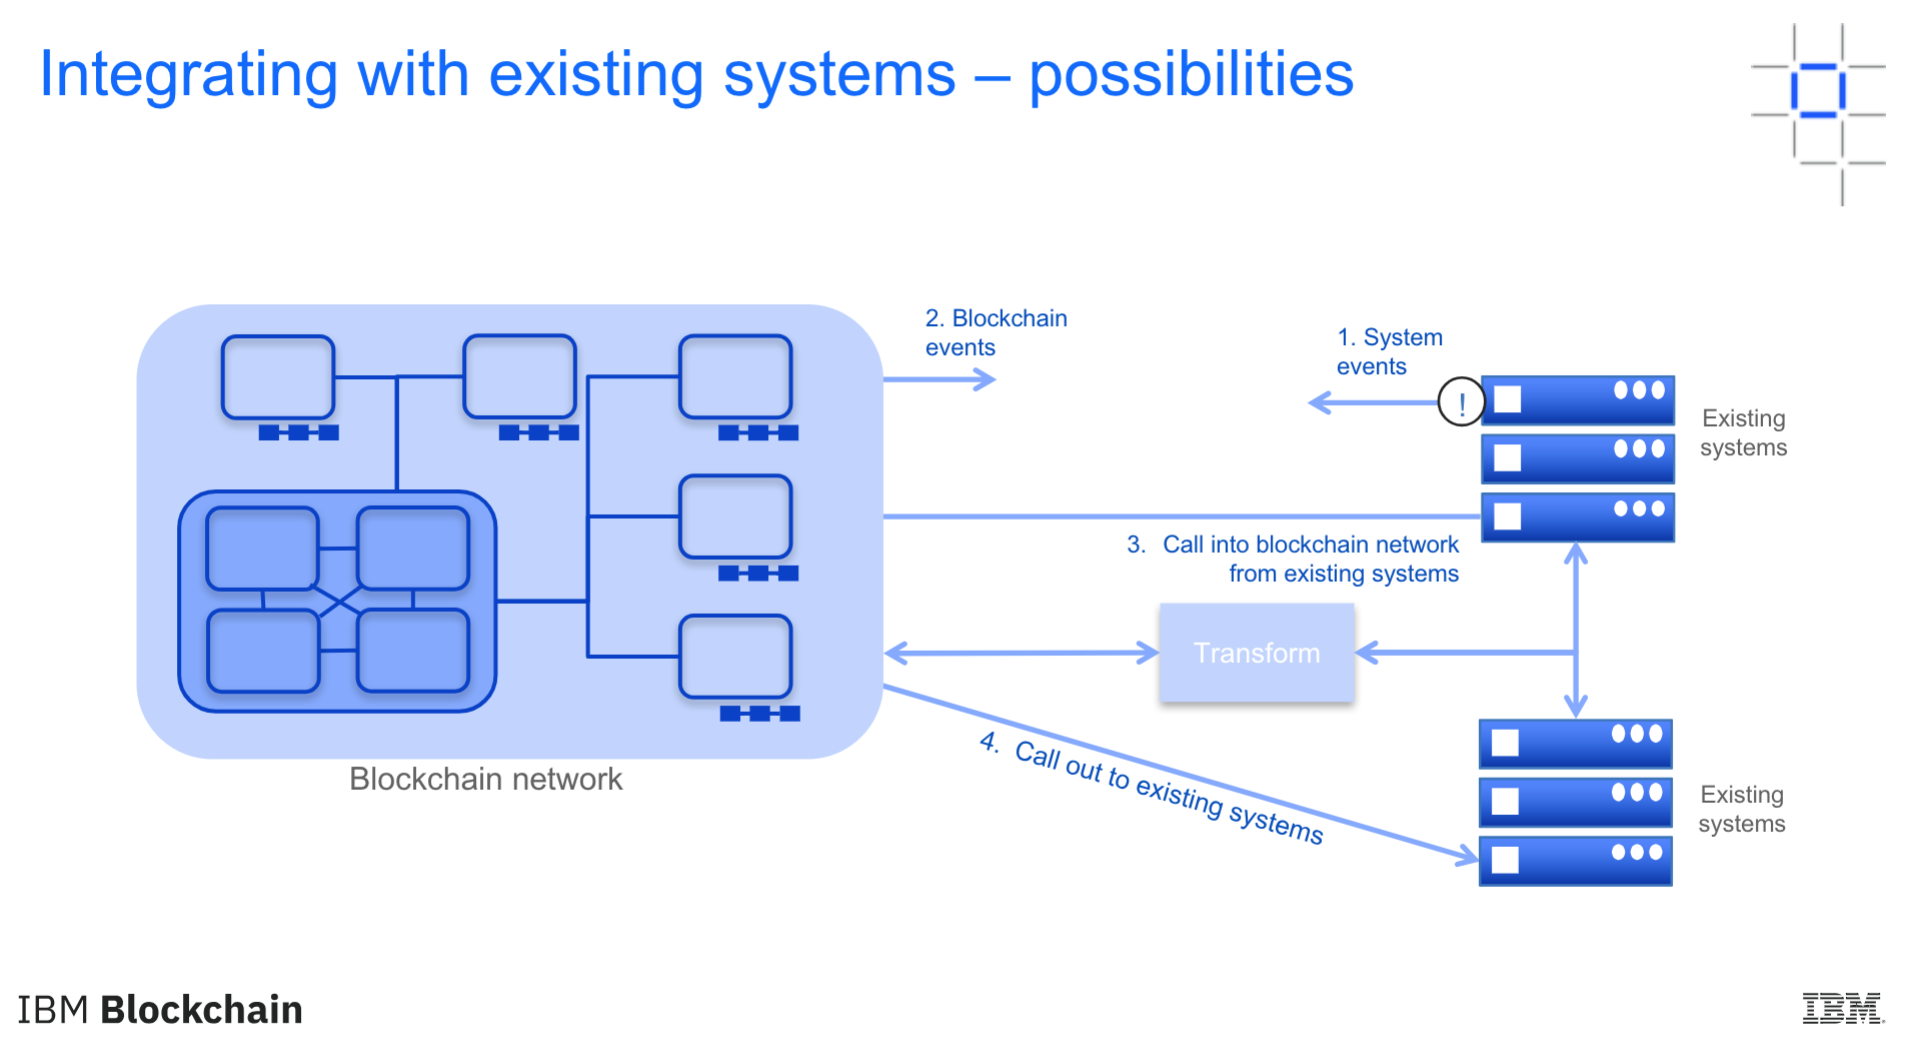 Integrating with existing systems – possibilities
2. Blockchain
events
1. System
events
!
Existing
systems
3. Call into blockchain network
from existing systems
Transform
4. Call out to existing systems
Blockchain network
Existing
systems
IBM Blockchain
IBM